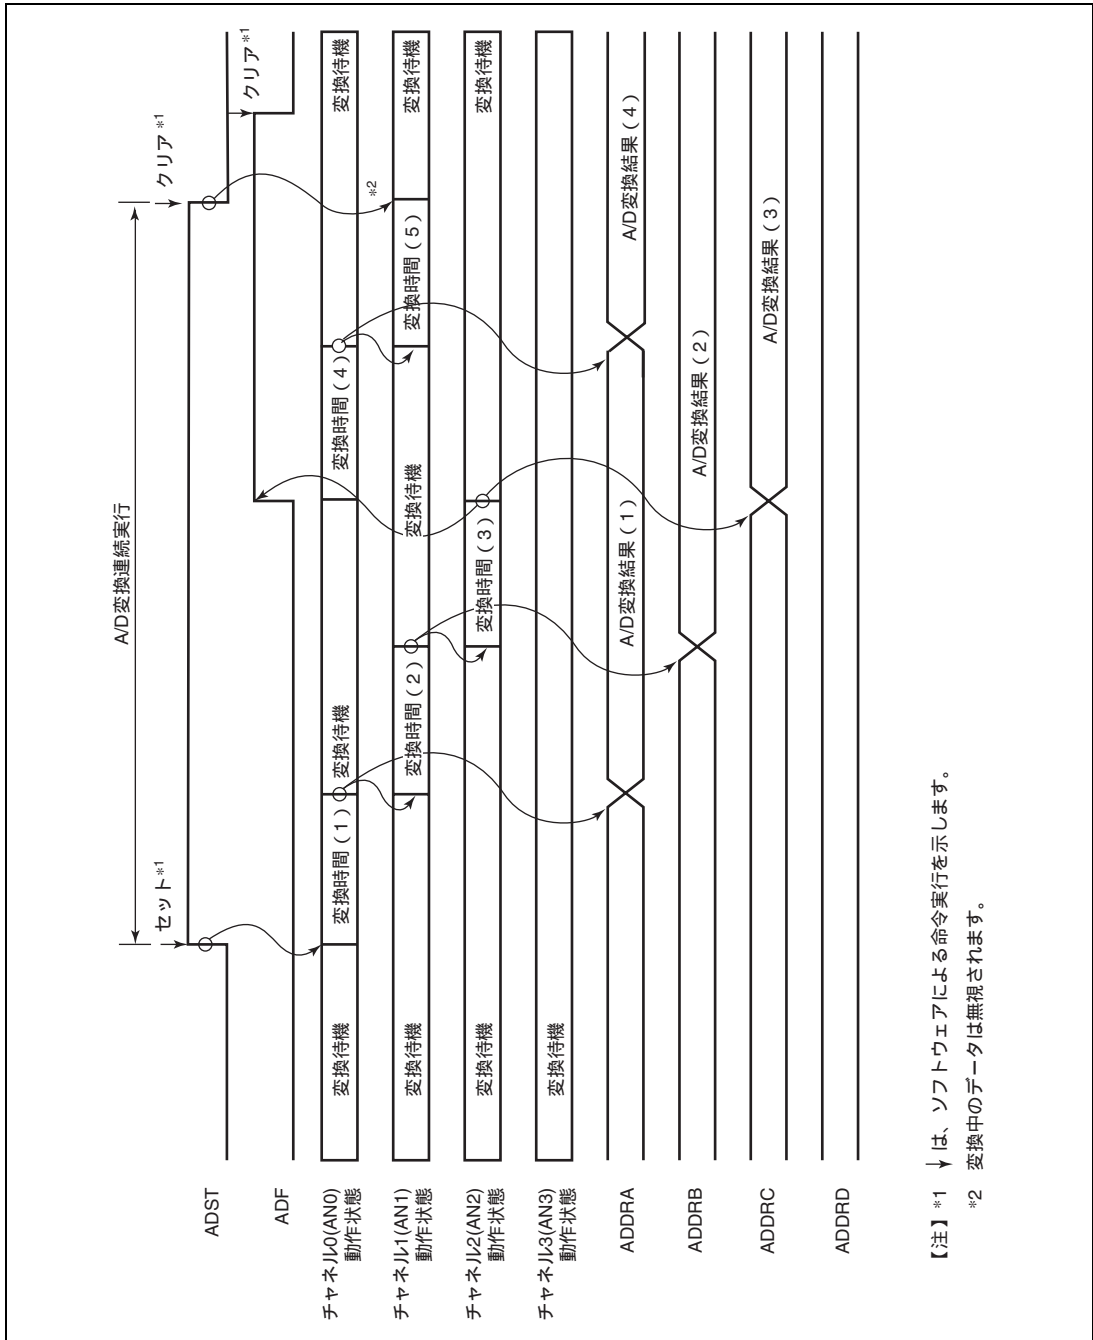 A/D変換連続実行
セット*1
クリア*1
クリア*1
ADST
ADF
チャネル0(AN0)
動作状態
変換待機
変換時間(1)
変換待機
変換時間(4)
変換待機
チャネル1(AN1)
動作状態
変換待機
変換時間(2)
変換待機
変換時間(5)
*2
変換待機
チャネル2(AN2)
動作状態
変換待機
変換時間(3)
変換待機
チャネル3(AN3)
動作状態
変換待機
ADDRA
A/D変換結果(1)
A/D変換結果(4)
ADDRB
A/D変換結果(2)
ADDRC
A/D変換結果(3)
ADDRD
【注】*1 ↓は、ソフトウェアによる命令実行を示します。
*2 変換中のデータは無視されます。